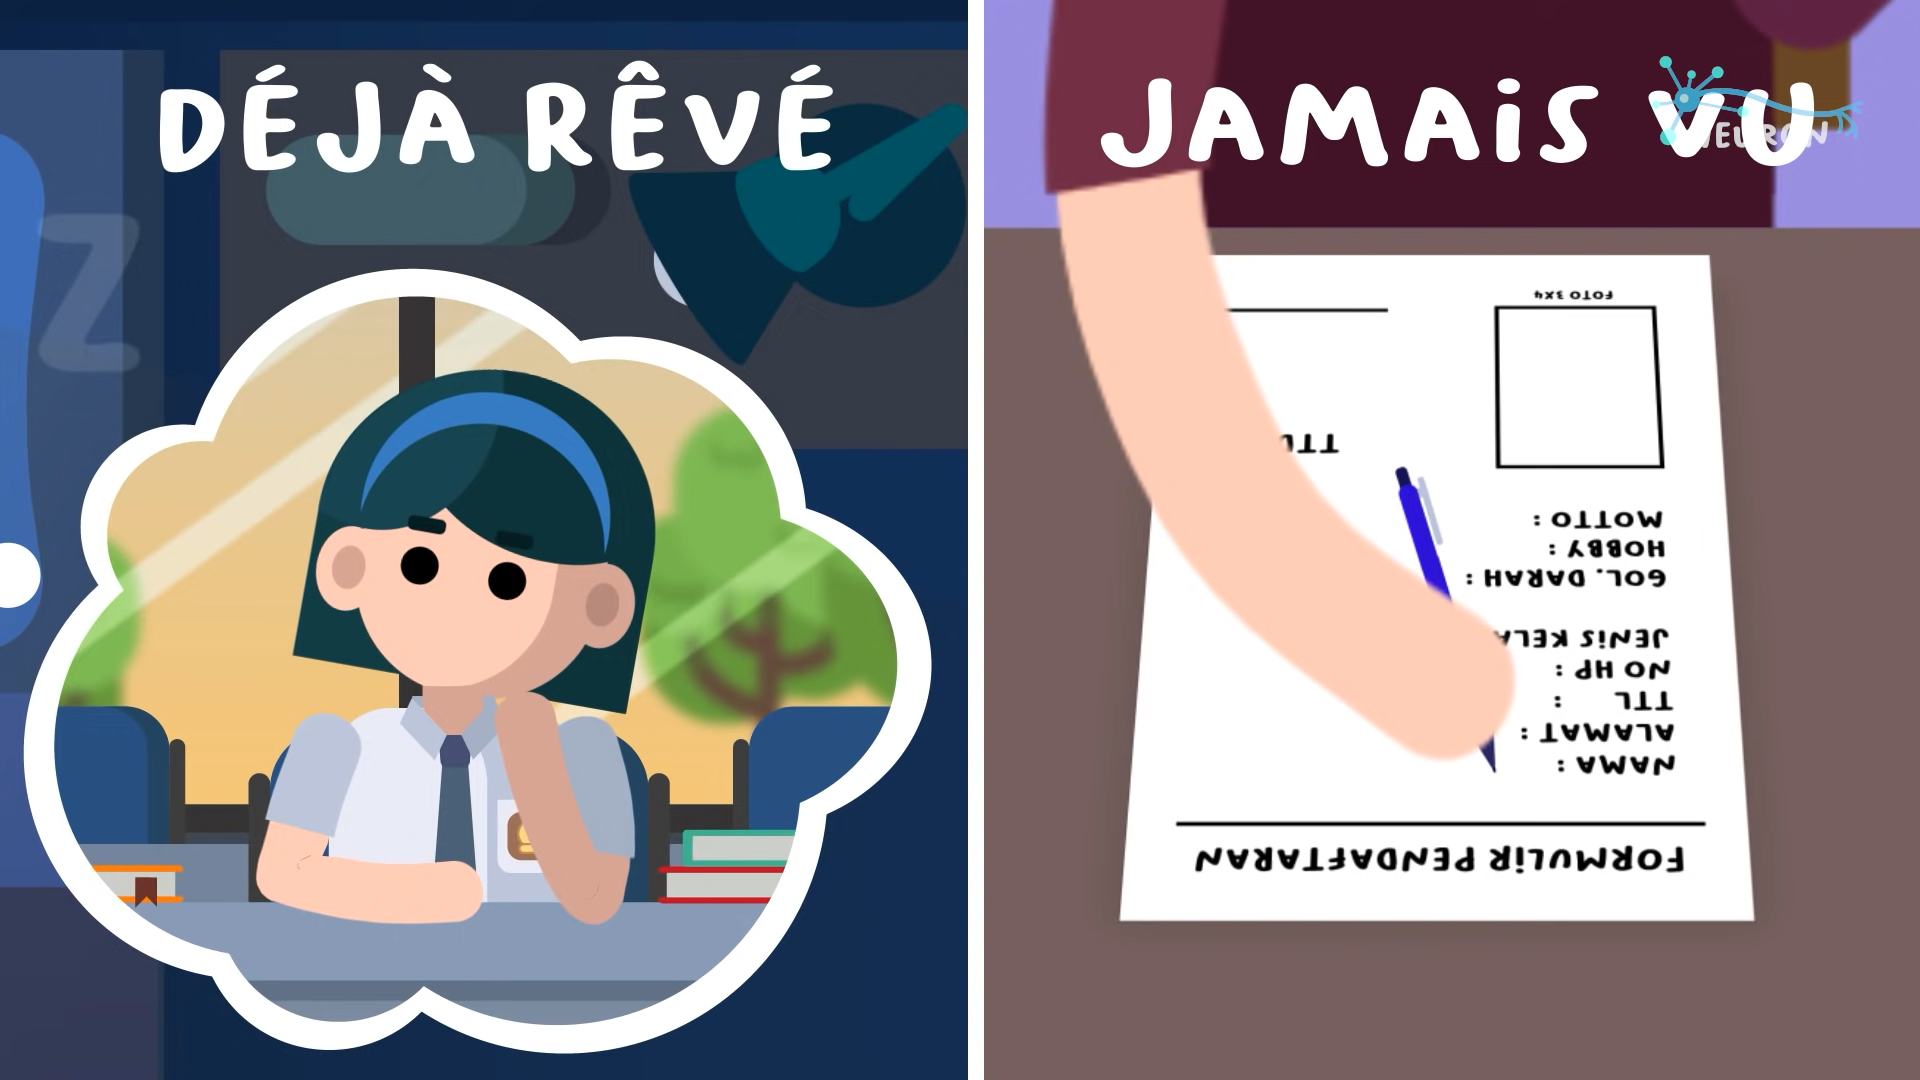 DÉJÀ RÊVÉ
Z
JAMAiS VU
NEURON
FORMULiR PENDAFTARAN
NAMA :
ALAMAT :
TTL :
NO HP :
JENiS KELA
GOL. DARAH :
HOBBY :
MOTTO :
TTD
FOTO 3X4